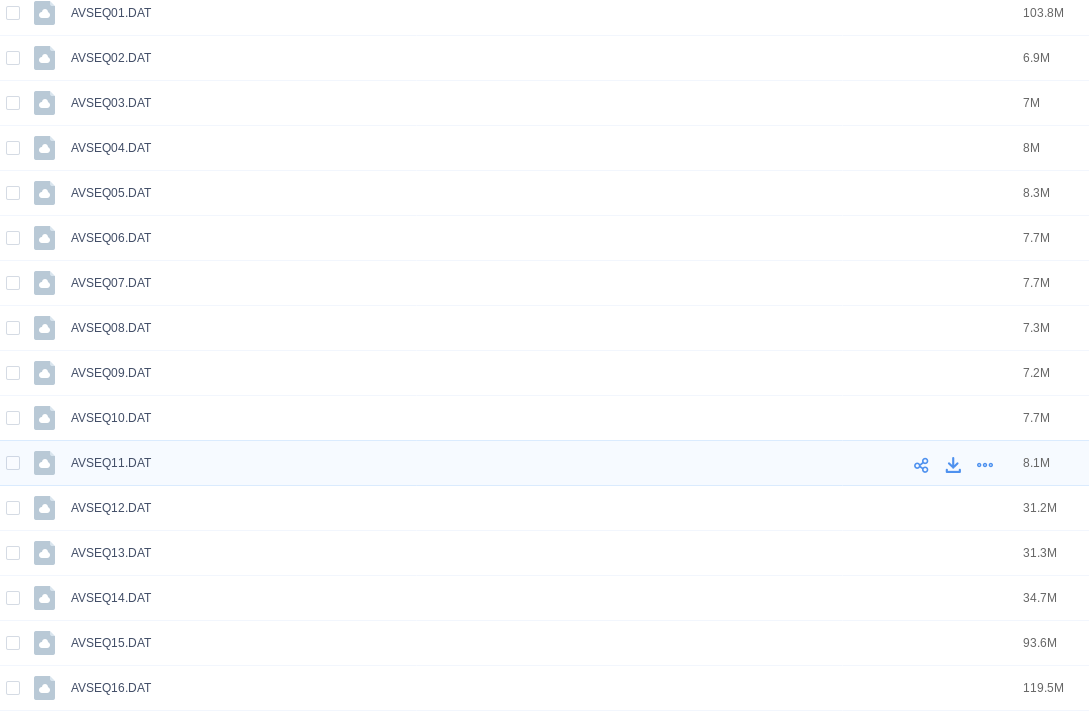 AVSEQ01.DAT 103.8M
AVSEQ02.DAT 6.9M
AVSEQ03.DAT 7M
AVSEQ04.DAT 8M
AVSEQ05.DAT 8.3M
AVSEQ06.DAT 7.7M
AVSEQ07.DAT 7.7M
AVSEQ08.DAT 7.3M
AVSEQ09.DAT 7.2M
AVSEQ10.DAT 7.7M
AVSEQ11.DAT 8.1M
AVSEQ12.DAT 31.2M
AVSEQ13.DAT 31.3M
AVSEQ14.DAT 34.7M
AVSEQ15.DAT 93.6M
AVSEQ16.DAT 119.5M